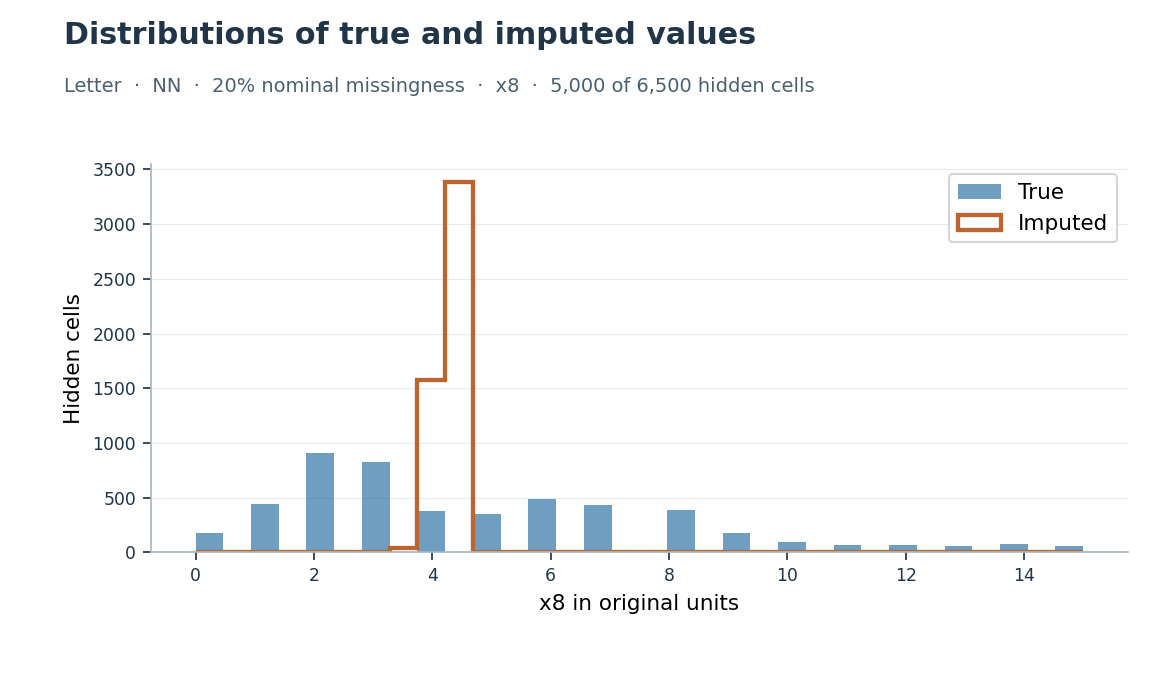 Distributions of true and imputed values
Letter · NN · 20% nominal missingness · x8 · 5,000 of 6,500 hidden cells
3500
3000
2500
2000
1500
1000
500
0
Hidden cells
True
Imputed
0 2 4 6 8 10 12 14
x8 in original units